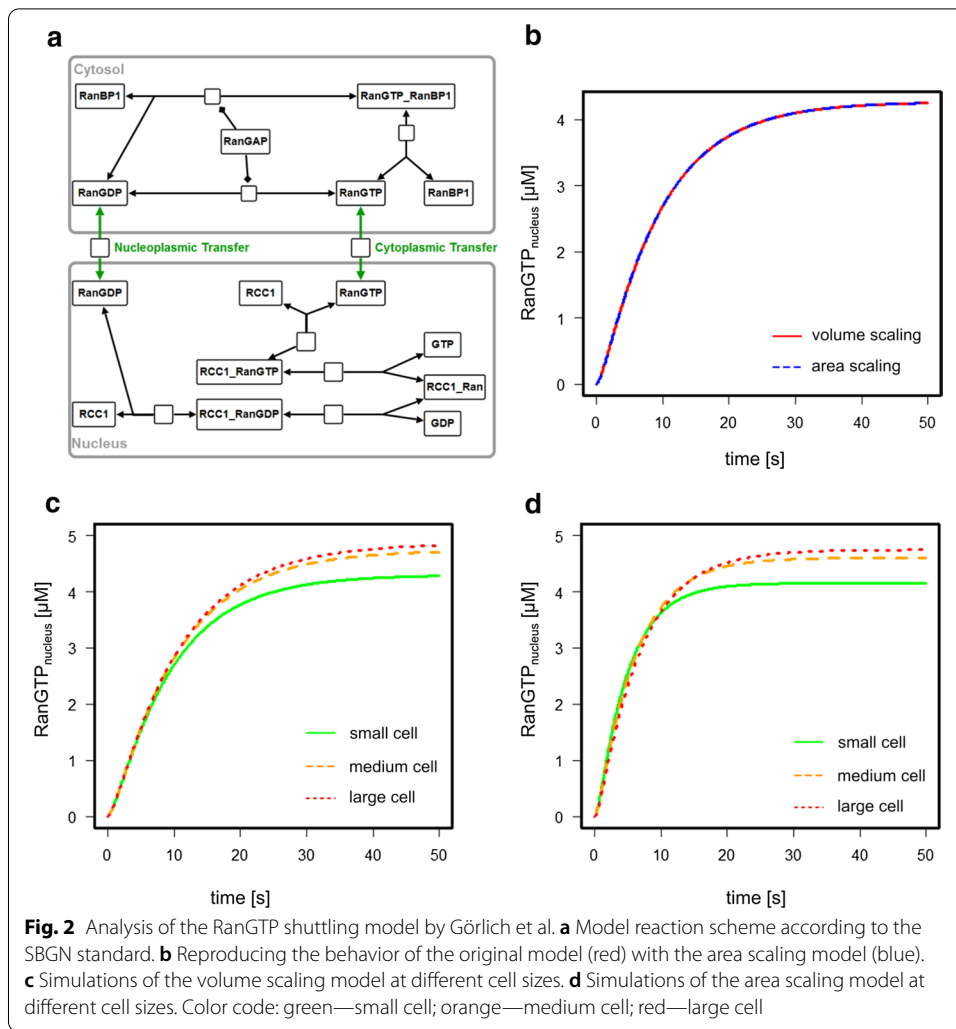 a
Cytosol
RanBP1
RanGTP_RanBP1
RanGAP
RanGDP
RanGTP
RanBP1
Nucleoplasmic Transfer
Cytoplasmic Transfer
RanGDP
RCC1
RanGTP
GTP
RCC1_RanGTP
RCC1_Ran
RCC1
RCC1_RanGDP
GDP
Nucleus
b
RanGTPnucleus [µM]
4
3
2
1
0
volume scaling
area scaling
0 10 20 30 40 50
time [s]
c
RanGTPnucleus [µM]
5
4
3
2
1
0
small cell
medium cell
large cell
0 10 20 30 40 50
time [s]
d
RanGTPnucleus [µM]
5
4
3
2
1
0
small cell
medium cell
large cell
0 10 20 30 40 50
time [s]
Fig. 2 Analysis of the RanGTP shuttling model by Görlich et al. a Model reaction scheme according to the
SBGN standard. b Reproducing the behavior of the original model (red) with the area scaling model (blue).
c Simulations of the volume scaling model at different cell sizes. d Simulations of the area scaling model at
different cell sizes. Color code: green—small cell; orange—medium cell; red—large cell